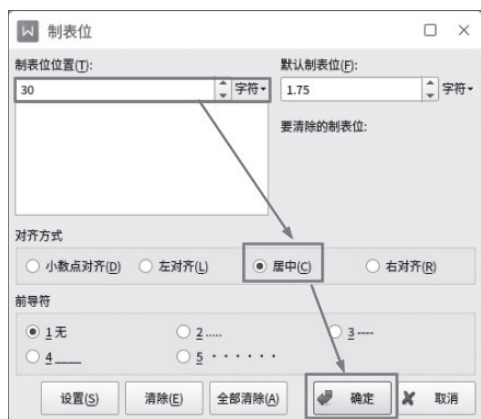 制表位
制表位位置(T): 默认制表位(F):
30 字符 1.75 字符
要清除的制表位:
对齐方式
小数点对齐(D) 左对齐(L) 居中(C) 右对齐(R)
前导符
1无 2..... 3----
4____ 5······
设置(S) 清除(E) 全部清除(A) 确定 取消